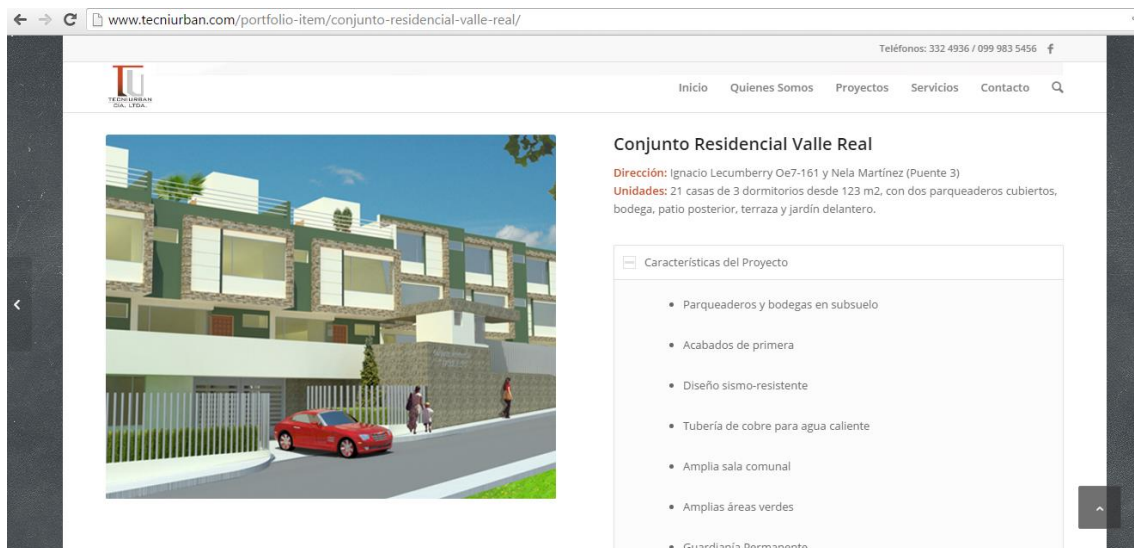 www.tecniurban.com/portfolio-item/conjunto-residencial-valle-real/
Teléfonos: 332 4936 / 099 983 5456
TECNIURBAN
CIA. LTDA.
Inicio Quienes Somos Proyectos Servicios Contacto
Conjunto Residencial Valle Real
Dirección: Ignacio Lecumberry Oe7-161 y Nela Martínez (Puente 3)
Unidades: 21 casas de 3 dormitorios desde 123 m2, con dos parqueaderos cubiertos,
bodega, patio posterior, terraza y jardín delantero.
Características del Proyecto
Parqueaderos y bodegas en subsuelo
Acabados de primera
Diseño sismo-resistente
Tubería de cobre para agua caliente
Amplia sala comunal
Amplias áreas verdes
Guardianía Permanente